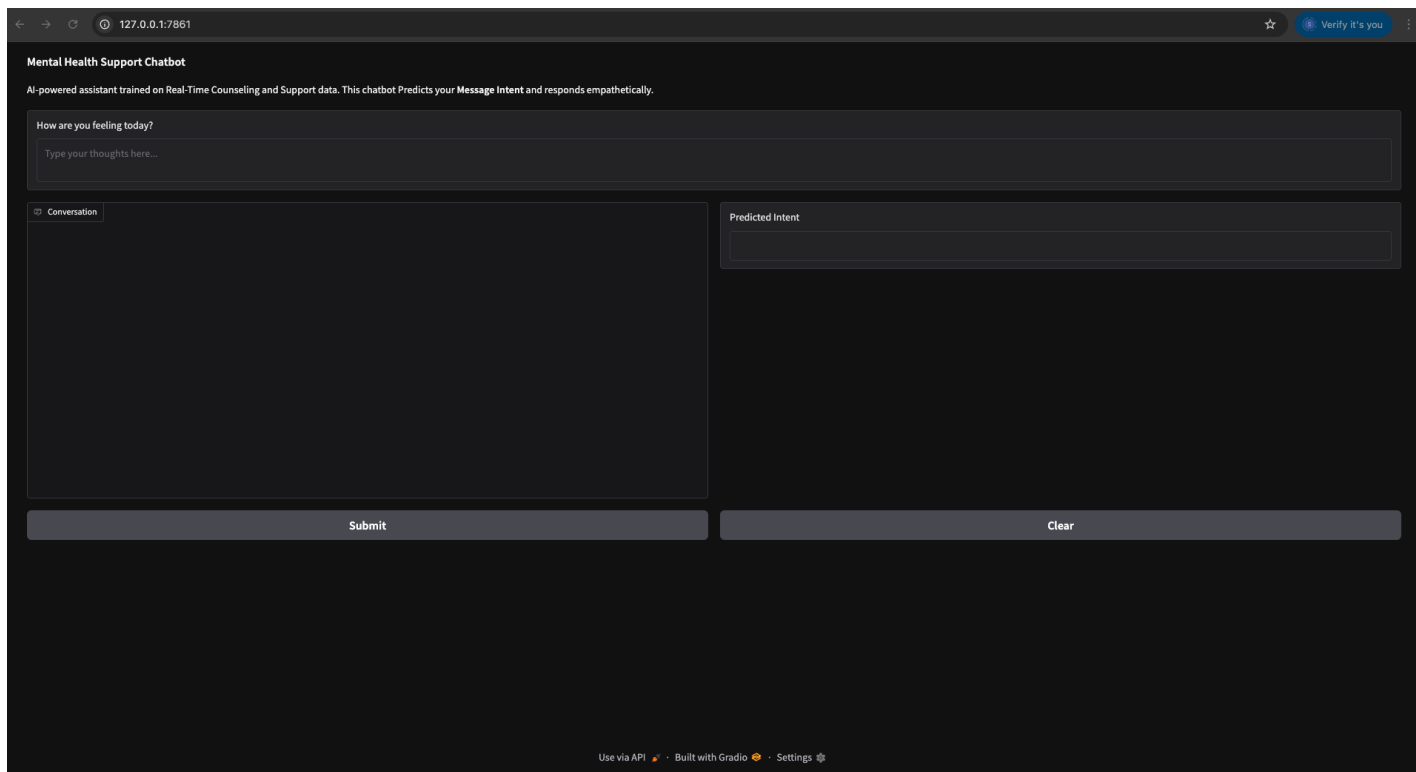 127.0.0.1:7861
Verify it's you
Mental Health Support Chatbot
AI-powered assistant trained on Real-Time Counseling and Support data. This chatbot Predicts your Message Intent and responds empathetically.
How are you feeling today?
Type your thoughts here...
Conversation
Predicted Intent
Submit
Clear
Use via API · Built with Gradio · Settings